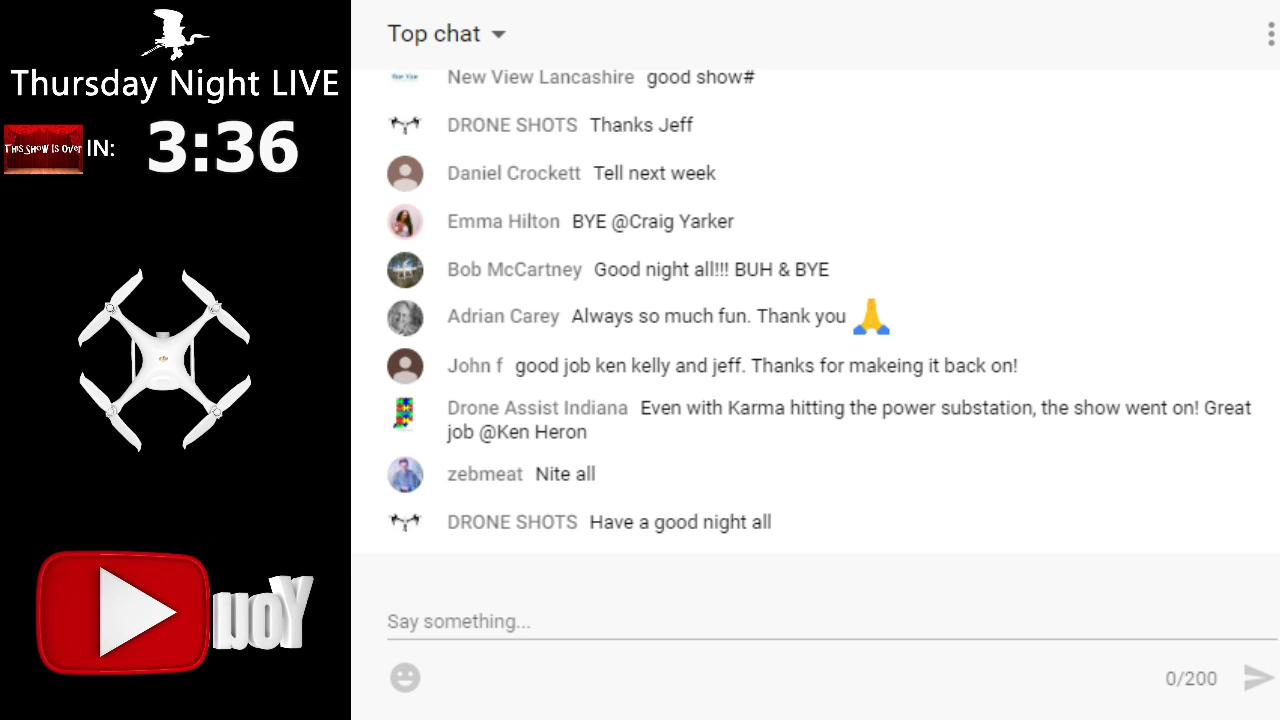 Thursday Night LIVE
THIS SHOW IS OVER IN: 3:36
You
Top chat
New View Lancashire good show#
DRONE SHOTS Thanks Jeff
Daniel Crockett Tell next week
Emma Hilton BYE @Craig Yarker
Bob McCartney Good night all!!! BUH & BYE
Adrian Carey Always so much fun. Thank you 🙏
John f good job ken kelly and jeff. Thanks for makeing it back on!
Drone Assist Indiana Even with Karma hitting the power substation, the show went on! Great
job @Ken Heron
zebmeat Nite all
DRONE SHOTS Have a good night all
Say something...
0/200